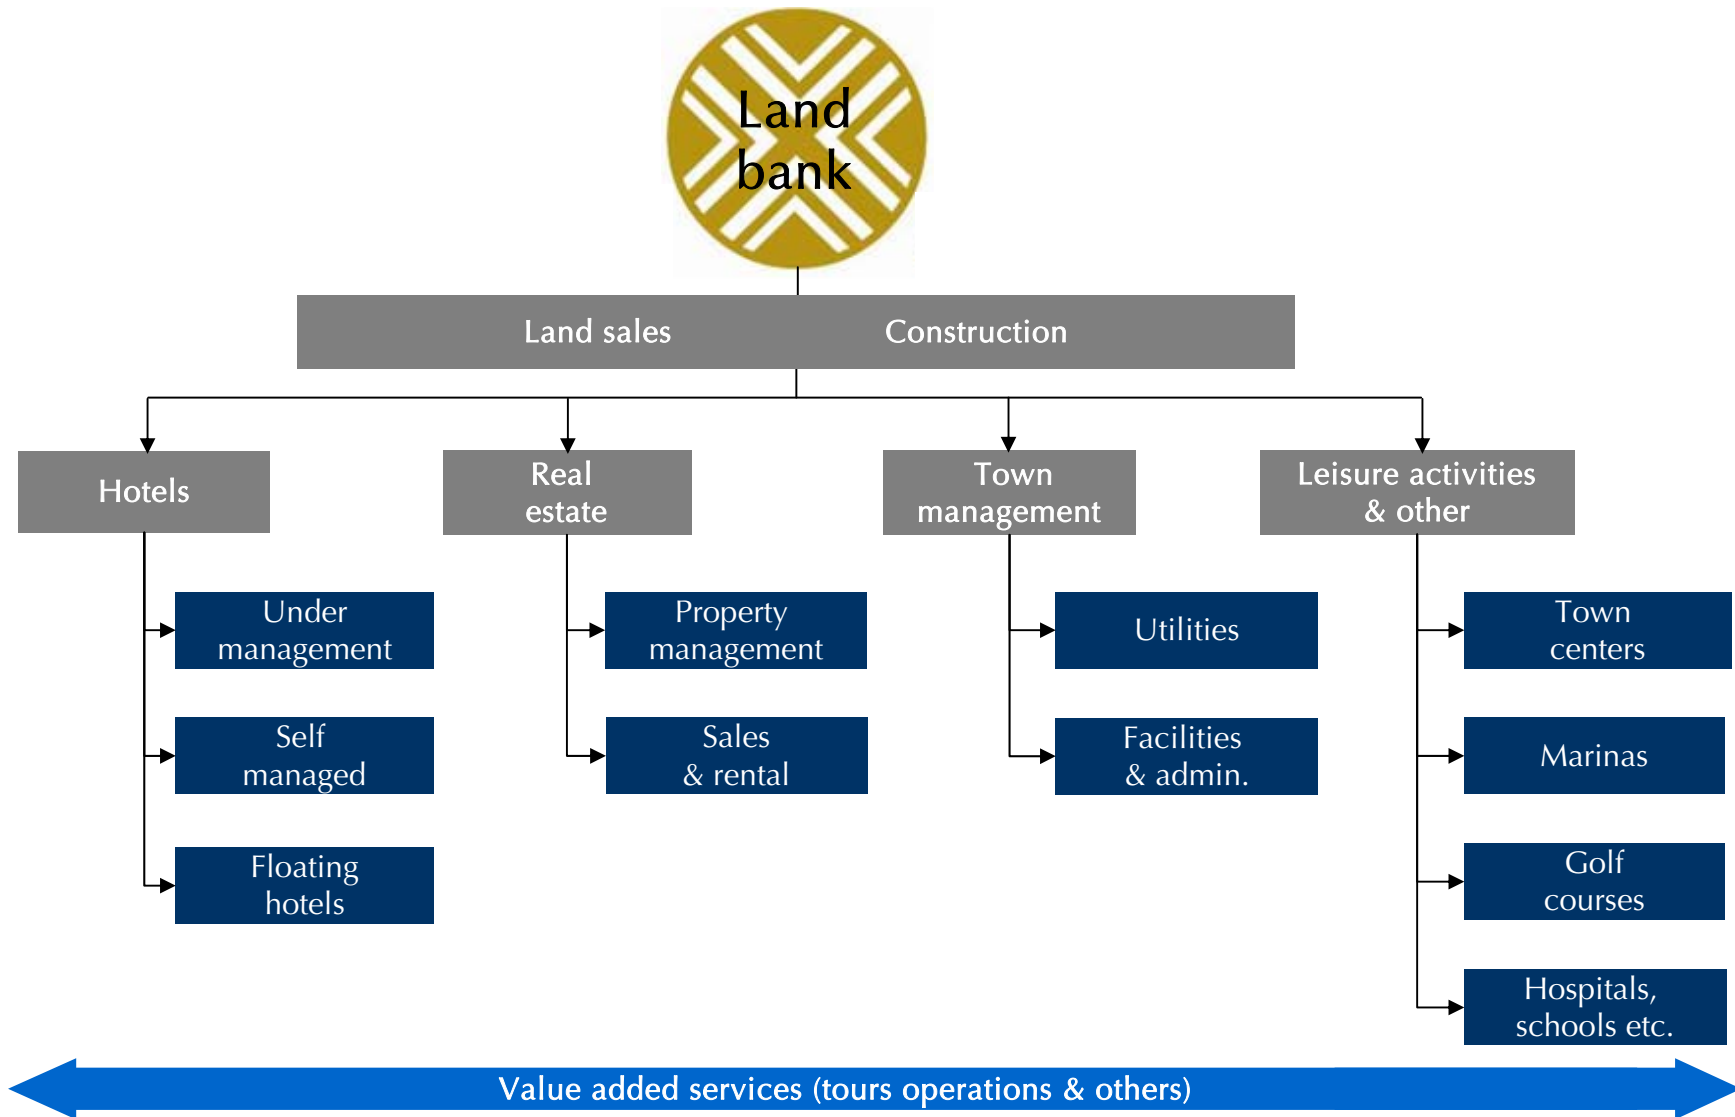 Land
bank
Land sales
Construction
Hotels
Real
estate
Town
management
Leisure activities
& other
Under
management
Property
management
Utilities
Town
centers
Self
managed
Sales
& rental
Facilities
& admin.
Marinas
Floating
hotels
Golf
courses
Hospitals,
schools etc.
Value added services (tours operations & others)